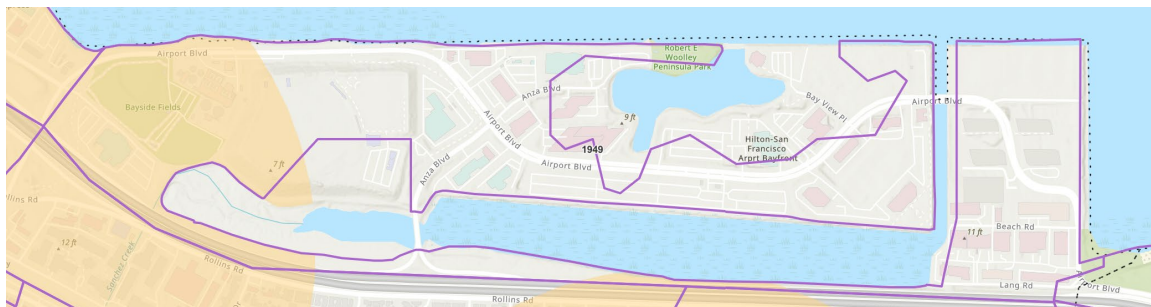 Airport Blvd
Robert E
Woolley
Peninsula Park
Bayside Fields
Anza Blvd
Airport Blvd
Bay View Pl
Airport Blvd
9 ft
1949
Hilton-San
Francisco
Arprt Bayfront
Airport Blvd
Anza Blvd
7 ft
Rollins Rd
12 ft
Sanchez Creek
Rollins Rd
Beach Rd
11 ft
Rollins Rd
Lang Rd
Airport Blvd